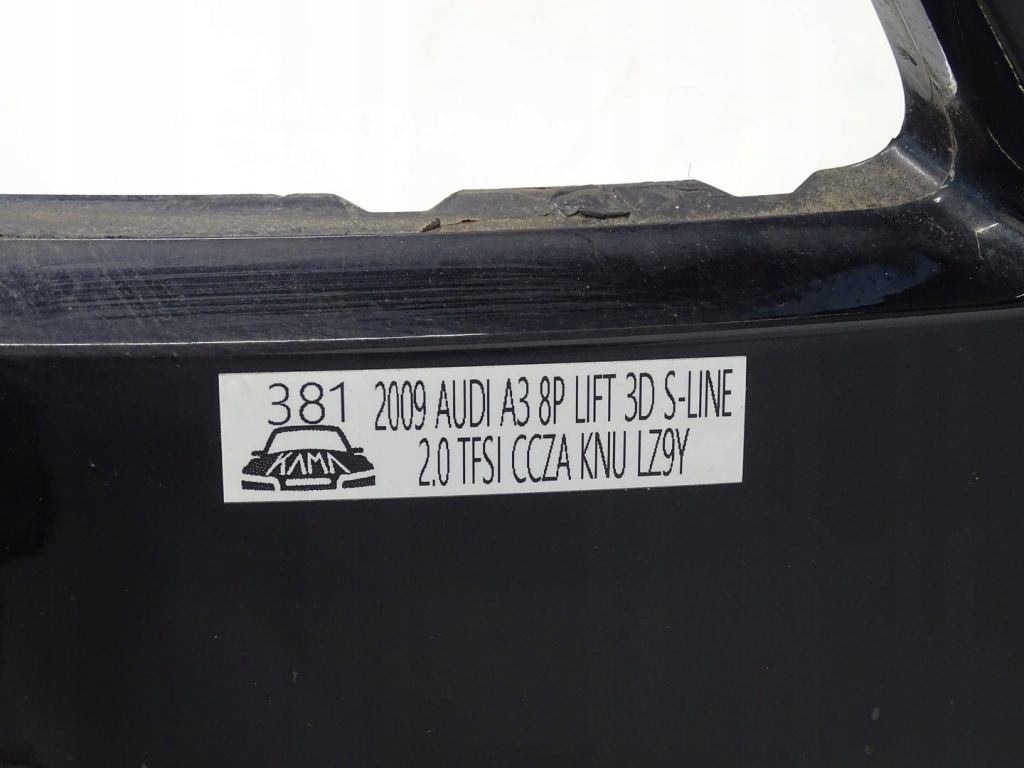 381
KAMA
2009 AUDI A3 8P LIFT 3D S-LINE
2.0 TFSI CCZA KNU LZ9Y